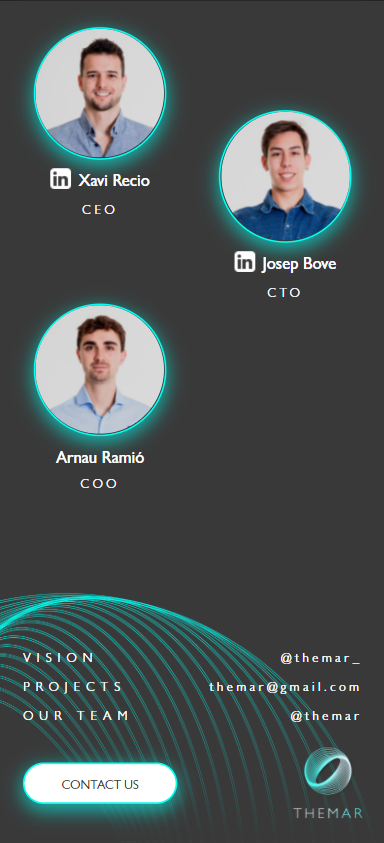 in Xavi Recio
CEO
in Josep Bove
CTO
Arnau Ramió
COO
VISION
@themar_
PROJECTS
themar@gmail.com
OUR TEAM
@themar
CONTACT US
THEMAR